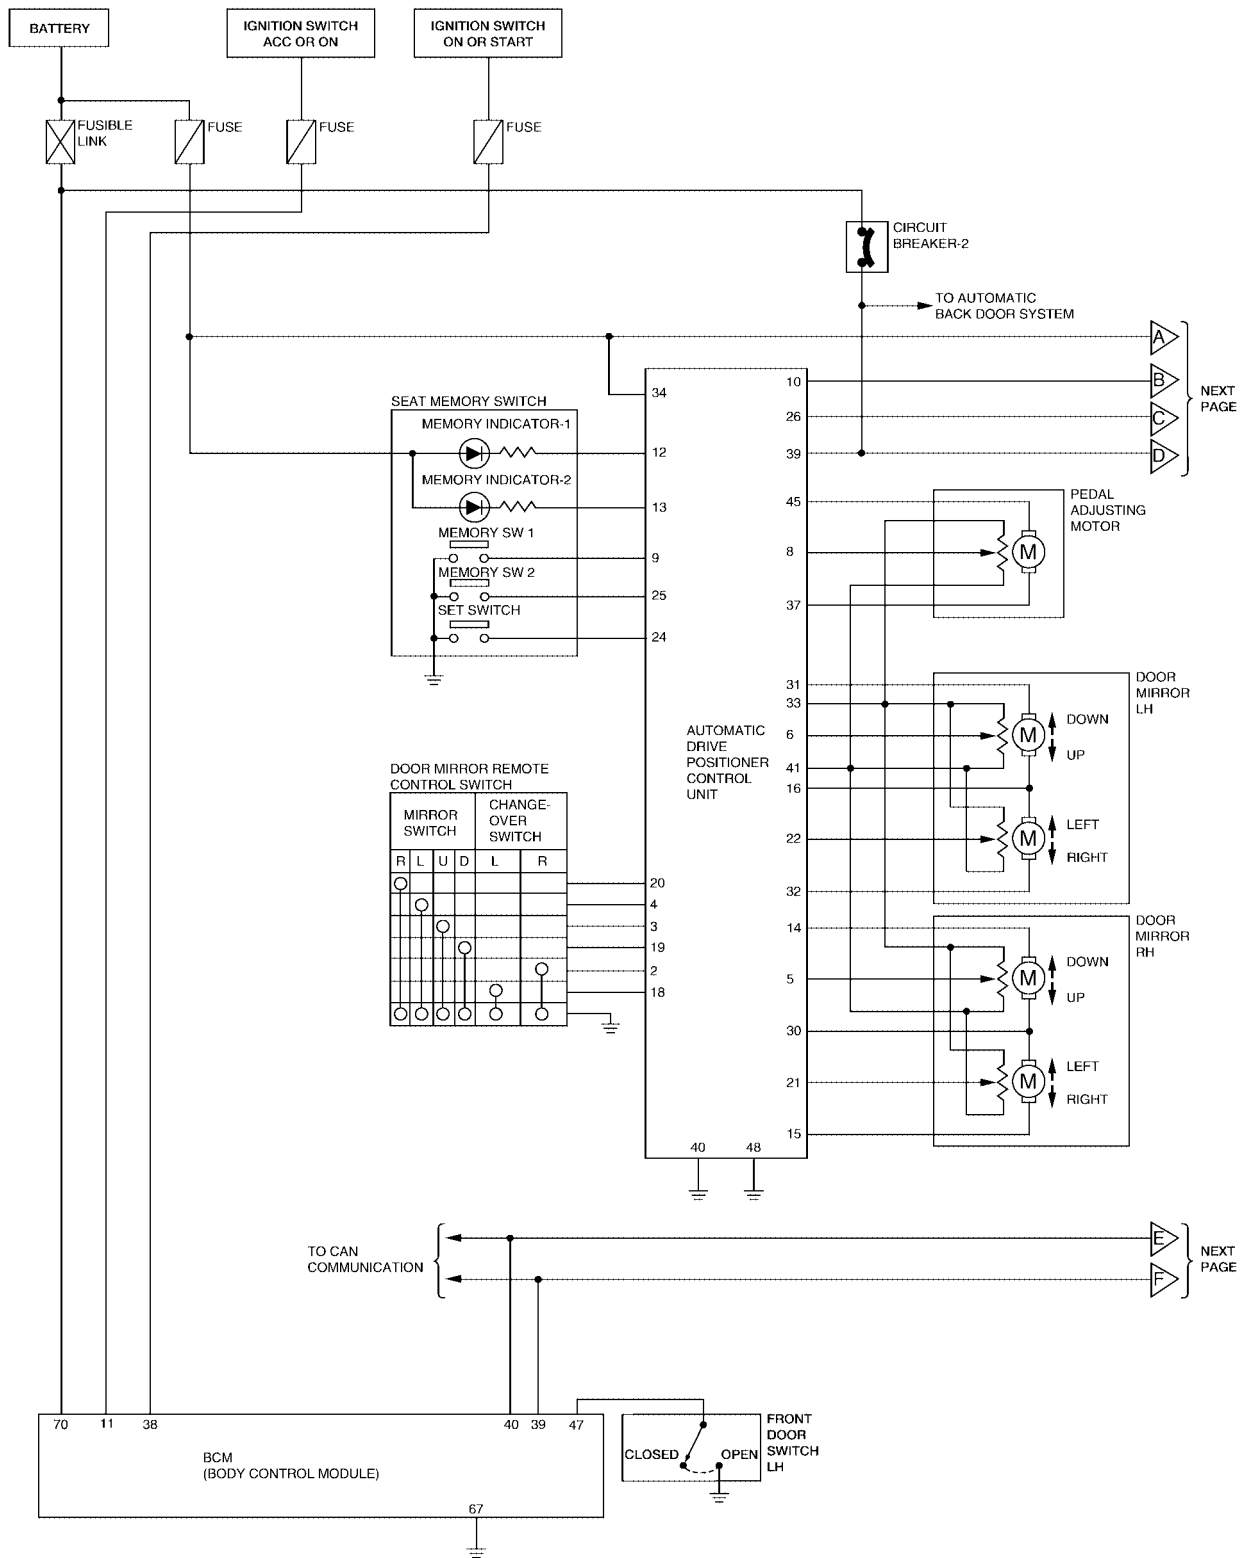 BATTERY
IGNITION SWITCH
ACC OR ON
IGNITION SWITCH
ON OR START
FUSIBLE
LINK
FUSE
FUSE
FUSE
CIRCUIT
BREAKER-2
TO AUTOMATIC
BACK DOOR SYSTEM
A
B
C
D
NEXT
PAGE
SEAT MEMORY SWITCH
MEMORY INDICATOR-1
MEMORY INDICATOR-2
MEMORY SW 1
MEMORY SW 2
SET SWITCH
34
12
13
9
25
24
10
26
39
45
8
37
PEDAL
ADJUSTING
MOTOR
M
AUTOMATIC
DRIVE
POSITIONER
CONTROL
UNIT
31
33
6
41
16
22
32
DOOR
MIRROR
LH
M
DOWN
UP
M
LEFT
RIGHT
DOOR MIRROR REMOTE
CONTROL SWITCH
MIRROR
SWITCH
CHANGE-
OVER
SWITCH
R L U D L R
20
4
3
19
2
18
14
5
30
21
15
DOOR
MIRROR
RH
M
DOWN
UP
M
LEFT
RIGHT
40 48
TO CAN
COMMUNICATION
E
F
NEXT
PAGE
70 11 38 40 39 47
BCM
(BODY CONTROL MODULE)
67
CLOSED OPEN
FRONT
DOOR
SWITCH
LH